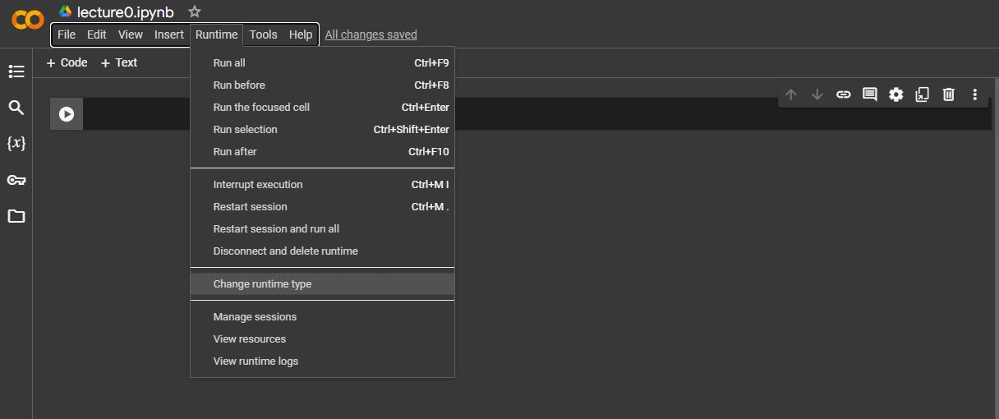 lecture0.ipynb
File Edit View Insert Runtime Tools Help All changes saved
+ Code + Text
Run all Ctrl+F9
Run before Ctrl+F8
Run the focused cell Ctrl+Enter
Run selection Ctrl+Shift+Enter
Run after Ctrl+F10
{x}
Interrupt execution Ctrl+M I
Restart session Ctrl+M .
Restart session and run all
Disconnect and delete runtime
Change runtime type
Manage sessions
View resources
View runtime logs